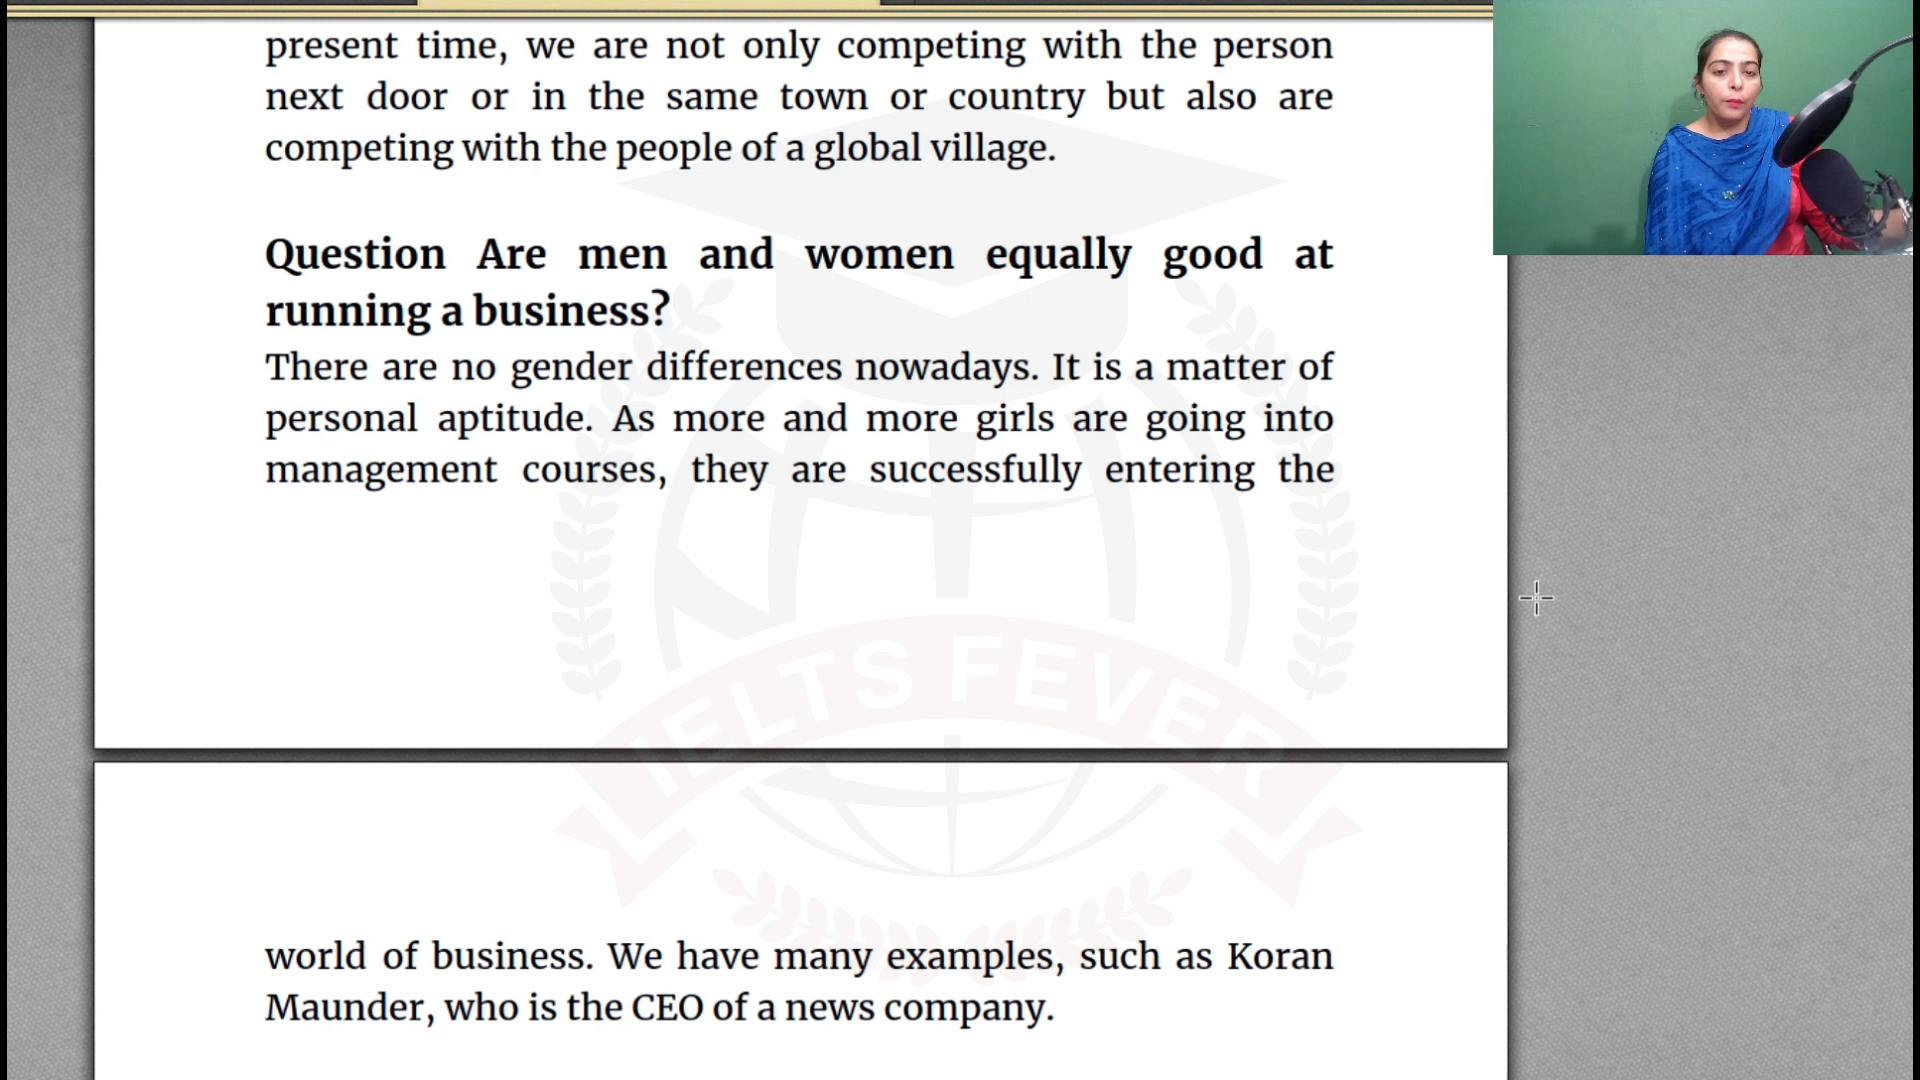 present time, we are not only competing with the person
next door or in the same town or country but also are
competing with the people of a global village.
Question Are men and women equally good at
running a business?
There are no gender differences nowadays. It is a matter of
personal aptitude. As more and more girls are going into
management courses, they are successfully entering the
IELTS FEVER
world of business. We have many examples, such as Koran
Maunder, who is the CEO of a news company.